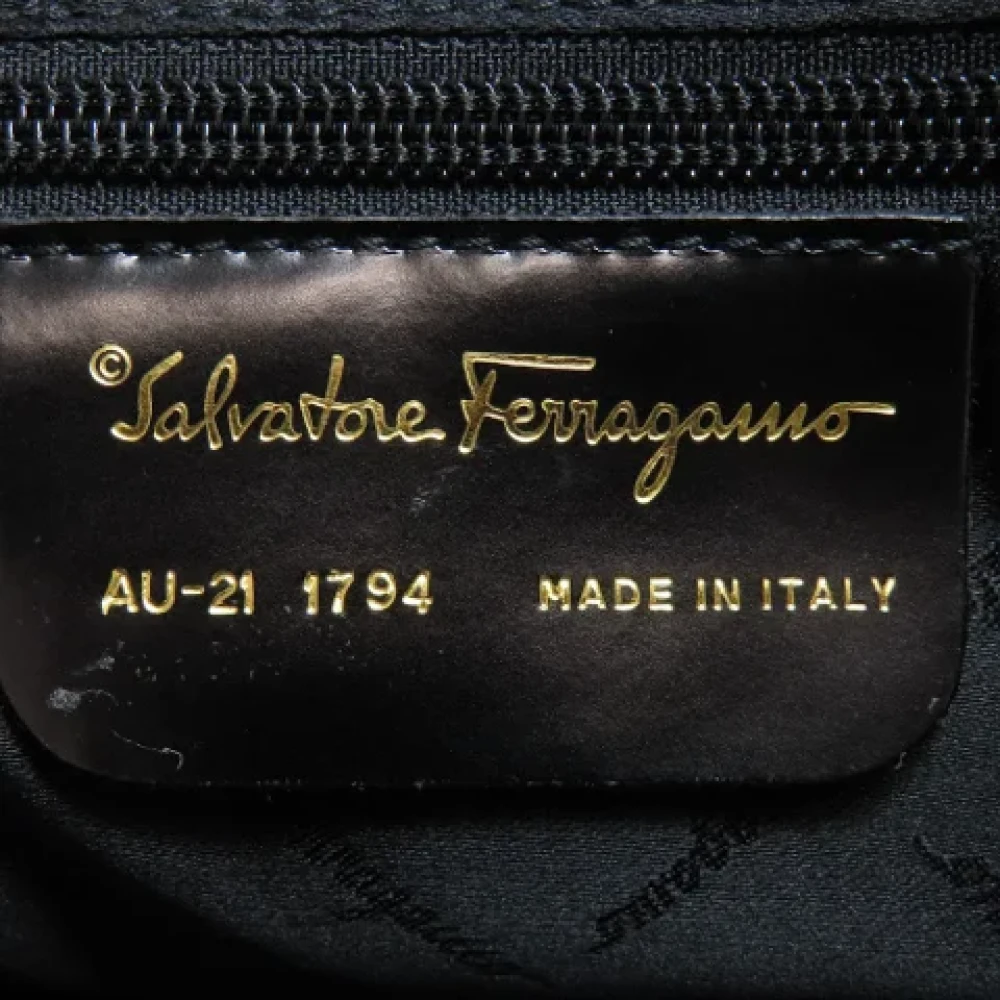 © Salvatore Ferragamo
AU-21 1794 MADE IN ITALY